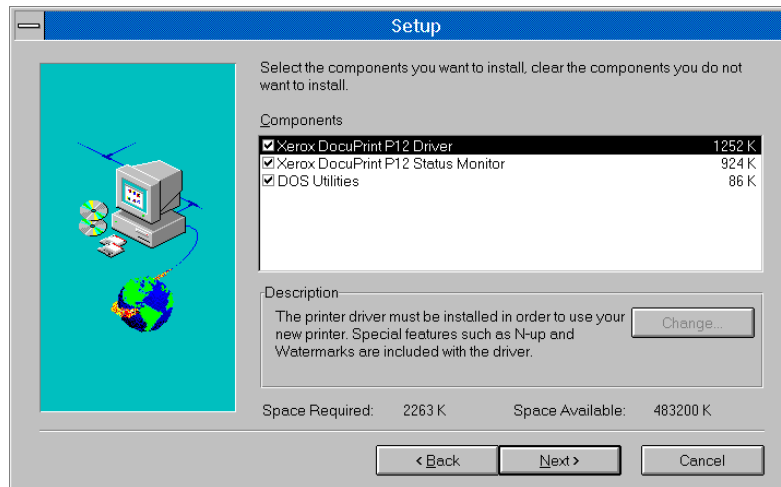 Setup
Select the components you want to install, clear the components you do not
want to install.
Components
Xerox DocuPrint P12 Driver 1252 K
Xerox DocuPrint P12 Status Monitor 924 K
DOS Utilities 86 K
Description
The printer driver must be installed in order to use your
new printer. Special features such as N-up and
Watermarks are included with the driver.
Change...
Space Required: 2263 K Space Available: 483200 K
< Back Next > Cancel